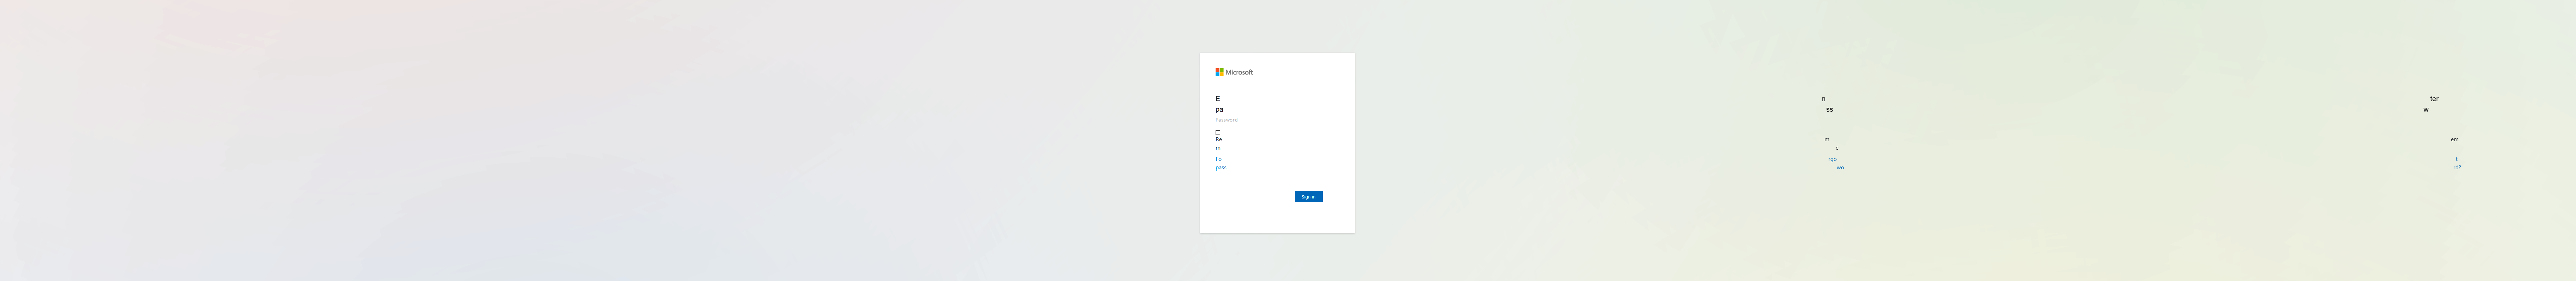 Microsoft
E n ter
pa ss w
Password
Re m em
m e
Fo rgo t
pass wo rd?
Sign in